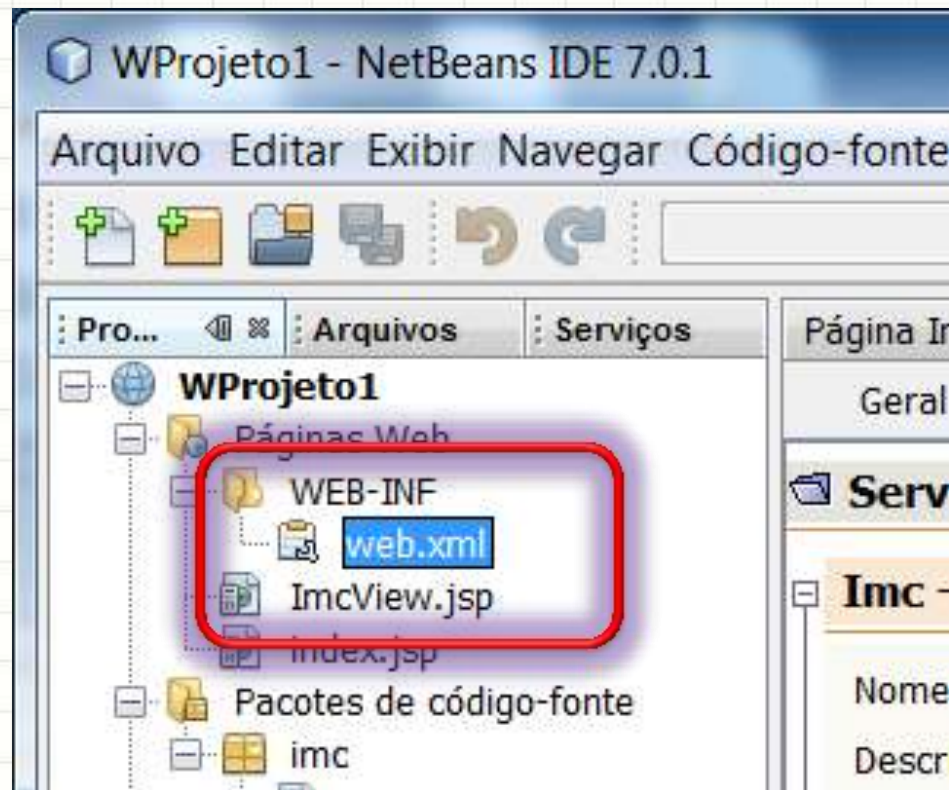 WProjeto1 - NetBeans IDE 7.0.1
Arquivo Editar Exibir Navegar Código-fonte
Pro... Arquivos Serviços
Página In
Geral
WProjeto1
Páginas Web
WEB-INF
web.xml
ImcView.jsp
index.jsp
Pacotes de código-fonte
imc
Serv
Imc -
Nome
Descr